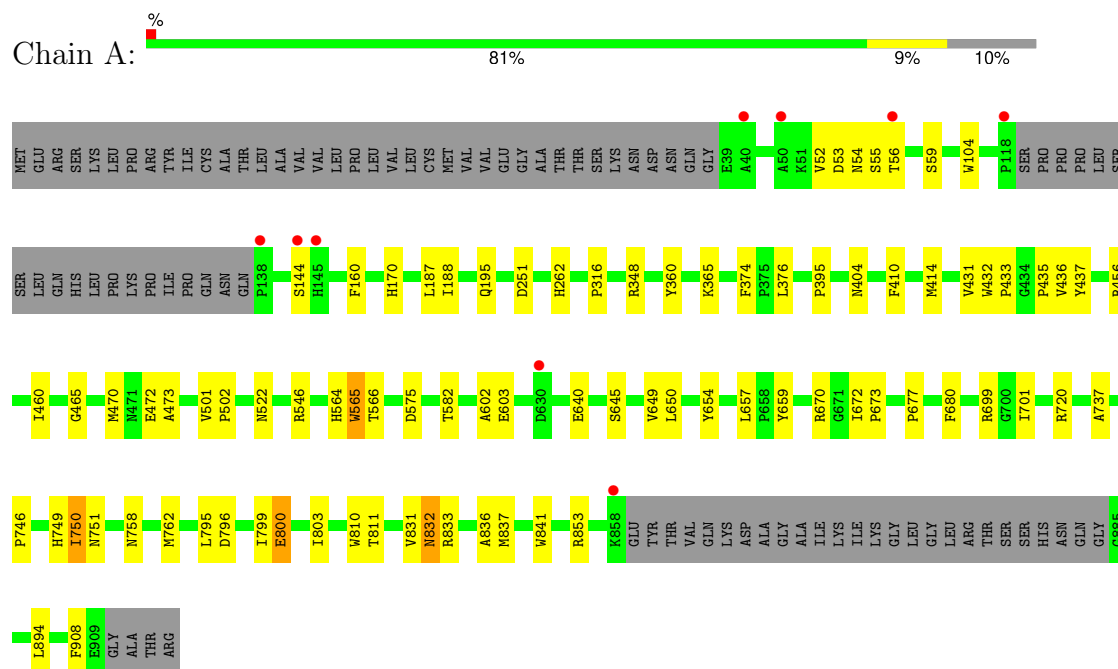 %
Chain A:
81% 9% 10%
MET GLU ARG SER LYS LEU PRO ARG TYR ILE CYS ALA THR LEU ALA VAL VAL LEU PRO LEU VAL LEU CYS MET VAL VAL GLU GLY ALA THR THR SER LYS ASN ASP ASN GLN GLY E39 A40 A50 K51 V52 D53 N54 S55 T56 S59 W104 P118 SER PRO PRO PRO LEU SER
SER LEU GLN HIS LEU PRO LYS PRO ILE PRO GLN ASN GLN P138 S144 H145 F160 H170 L187 I188 Q195 D251 H262 P316 R348 Y360 K365 F374 P375 L376 P395 N404 F410 M414 V431 W432 P433 G434 P435 V436 Y437
I460 G465 M470 N471 E472 A473 V501 P502 N522 R546 H564 W565 T566 D575 T582 A602 E603 D630 E640 S645 V649 L650 Y654 L657 P658 Y659 R670 G671 I672 P673 P677 F680 R699 G700 I701 R720 A737
P746 H749 I750 N751 N758 M762 L795 D796 I799 E800 I803 W810 T811 V831 N832 R833 A836 M837 W841 R853 K858 GLU TYR THR VAL GLN LYS ASP ALA GLY ALA ILE LYS ILE LYS GLY LEU GLY LEU ARG THR SER SER HIS ASN GLN GLY
L894 F908 E909 GLY ALA THR ARG